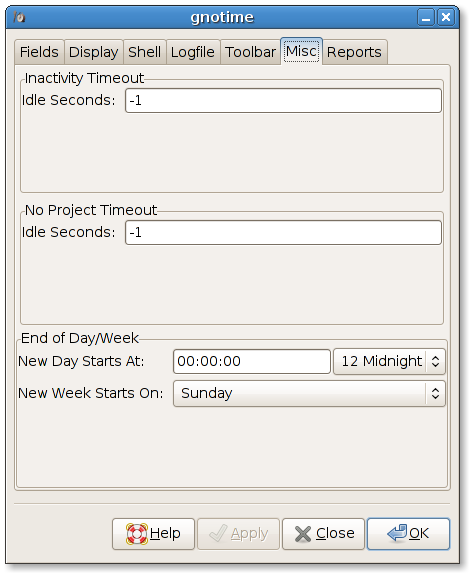 gnotime
Fields Display Shell Logfile Toolbar Misc Reports
Inactivity Timeout
Idle Seconds: -1
No Project Timeout
Idle Seconds: -1
End of Day/Week
New Day Starts At: 00:00:00 12 Midnight
New Week Starts On: Sunday
Help Apply Close OK